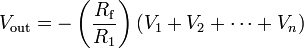 V_out = − (R_f / R_1) (V_1 + V_2 + ⋯ + V_n)